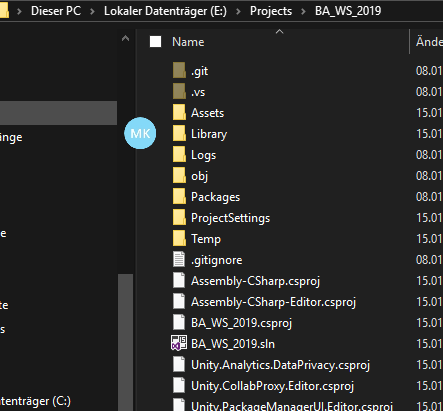 Dieser PC > Lokaler Datenträger (E:) > Projects > BA_WS_2019
Name Ände
.git 08.01
.vs 08.01
Assets 15.01
MK
änge
Library 15.01
Logs 08.01
obj 08.01
Packages 08.01
ProjectSettings 15.01
e
Temp 15.01
.gitignore 08.01
Assembly-CSharp.csproj 15.01
te
Assembly-CSharp-Editor.csproj 15.01
s
BA_WS_2019.csproj 15.01
BA_WS_2019.sln 15.01
Unity.Analytics.DataPrivacy.csproj 15.01
Unity.CollabProxy.Editor.csproj 15.01
atenträger (C:)
Unity.PackageManagerUI.Editor.csproj 15.01